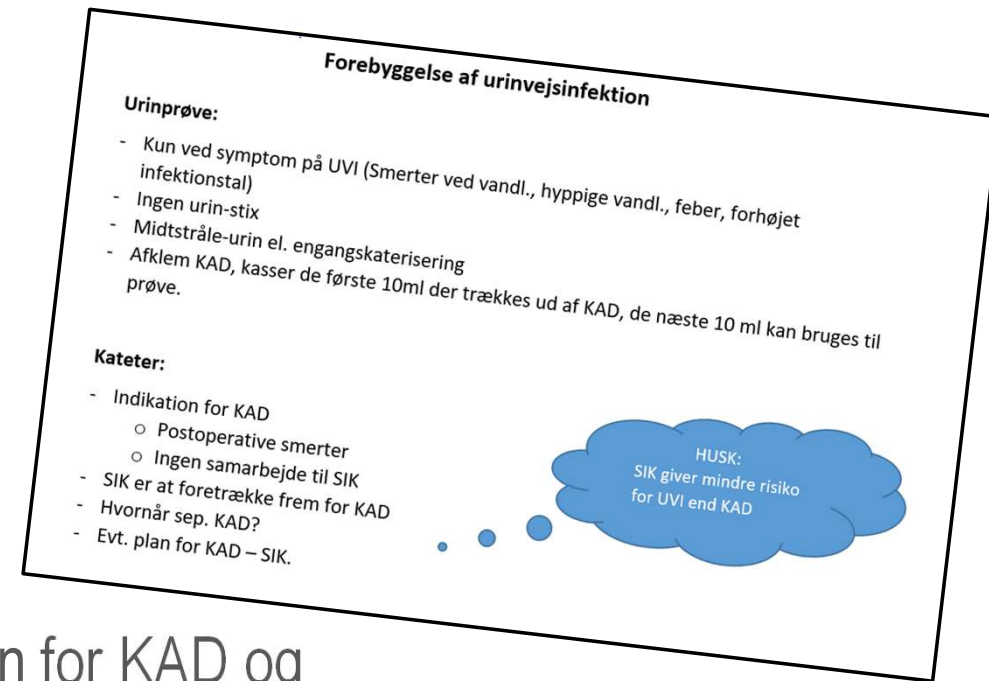 Forebyggelse af urinvejsinfektion
Urinprøve:
- Kun ved symptom på UVI (Smerter ved vandl., hyppige vandl., feber, forhøjet
infektionstal)
- Ingen urin-stix
- Midtstråle-urin el. engangskaterisering
- Afklem KAD, kasser de første 10ml der trækkes ud af KAD, de næste 10 ml kan bruges til
prøve.
Kateter:
- Indikation for KAD
o Postoperative smerter
o Ingen samarbejde til SIK
- SIK er at foretrække frem for KAD
- Hvornår sep. KAD?
- Evt. plan for KAD – SIK.
HUSK:
SIK giver mindre risiko
for UVI end KAD
n for KAD og